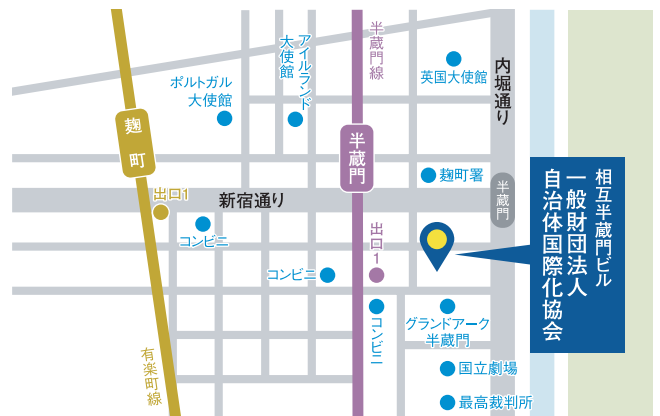 半蔵門線
アイルランド
大使館
ポルトガル
大使館
英国大使館
内堀通り
麹町
半蔵門
麹町署
相互半蔵門ビル
一般財団法人
自治体国際化協会
出口1
新宿通り
半蔵門
コンビニ
出口1
コンビニ
コンビニ
グランドアーク
半蔵門
有楽町線
国立劇場
最高裁判所